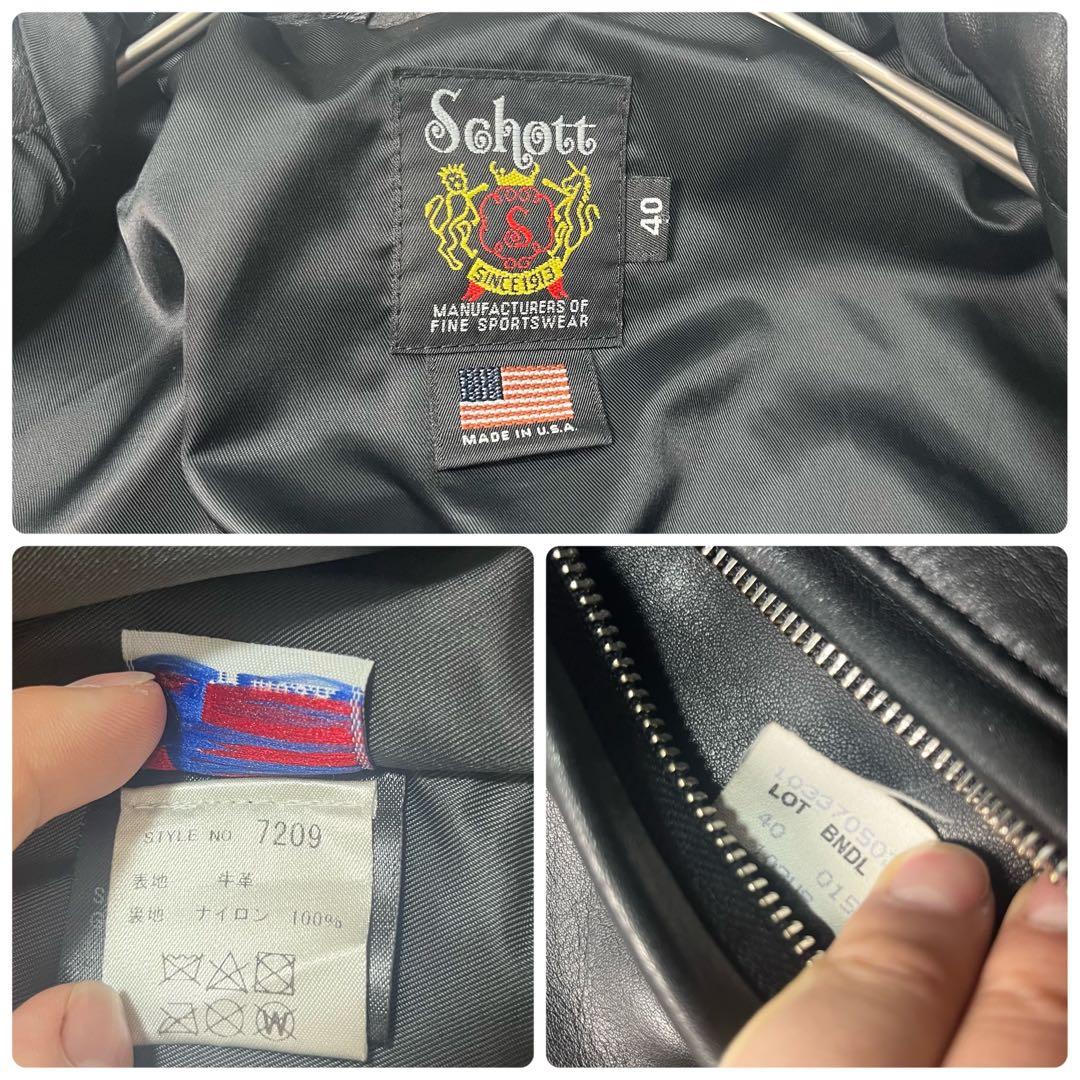 Schott
S
SINCE 1913
MANUFACTURERS OF
FINE SPORTSWEAR
40
MADE IN U.S.A.
STYLE NO 7209
表地 牛革
裏地 ナイロン 100%
W
LOT BNDL
40 015